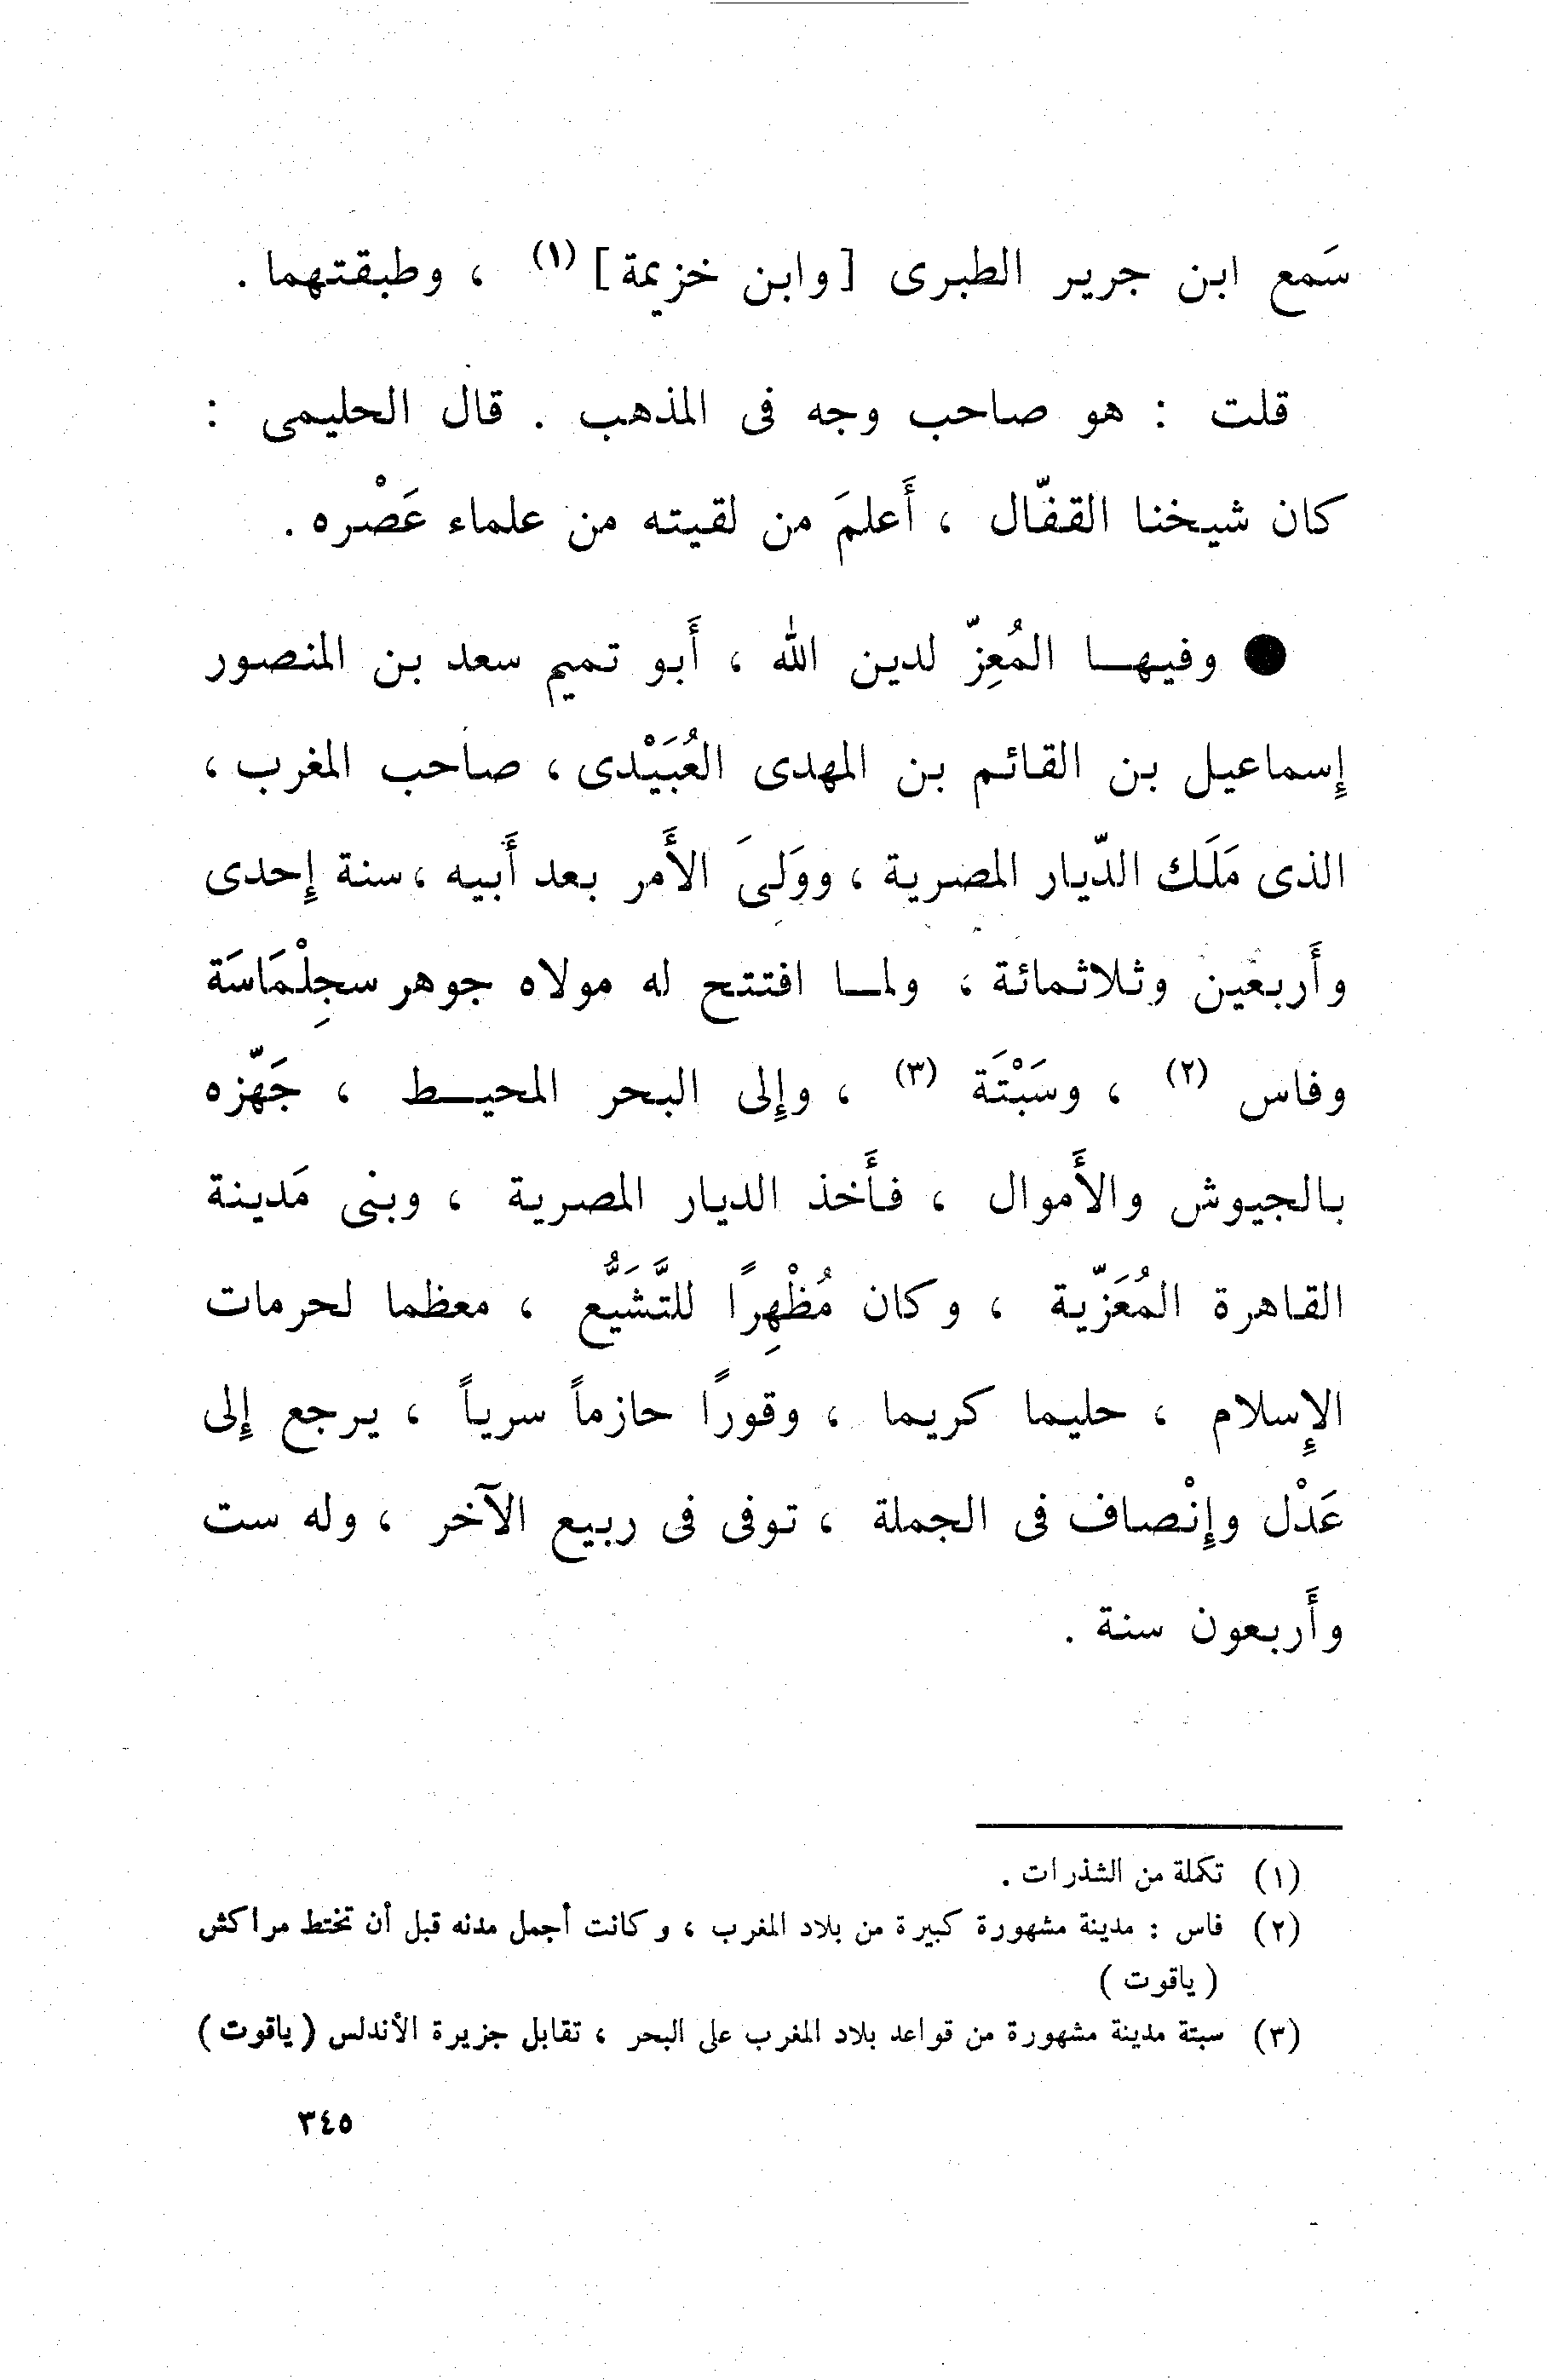 سَمع ابن جرير الطبرى [وابن خزيمة] (١) ، وطبقتهما .
قلت : هو صاحب وجه فى المذهب . قال الحليمى :
كان شيخنا القفّال ، أَعلمَ من لقيته من علماء عَصْره .
● وفيهــا المُعِزّ لدين الله ، أَبو تميم سعد بن المنصور
إسماعيل بن القائم بن المهدى العُبَيْدى ، صاحب المغرب ،
الذى مَلَك الدّيار المصرية ، ووَلىَ الأَمر بعد أَبيه ، سنة إحدى
وأَربعين وثلاثمائة ، ولمــا افتتح له مولاه جوهر سجِلْمَاسَة
وفاس (٢) ، وسَبْتَة (٣) ، وإلى البحر المحيــط ، جَهّزه
بالجيوش والأَموال ، فأَخذ الديار المصرية ، وبنى مَدينة
القاهرة المُعَزّية ، وكان مُظْهِرًا للتَّشَيُّع ، معظما لحرمات
الإسلام ، حليما كريما ، وقورًا حازماً سرياً ، يرجع إلى
عَدْل وإنْصاف فى الجملة ، توفى فى ربيع الآخر ، وله ست
وأَربعون سنة .
(١) تكملة من الشذرات .
(٢) فاس : مدينة مشهورة كبيرة من بلاد المغرب ، وكانت أجمل مدنه قبل أن تختط مراكش
( ياقوت )
(٣) سبتة مدينة مشهورة من قواعد بلاد المغرب على البحر ، تقابل جزيرة الأندلس ( ياقوت )
٣٤٥